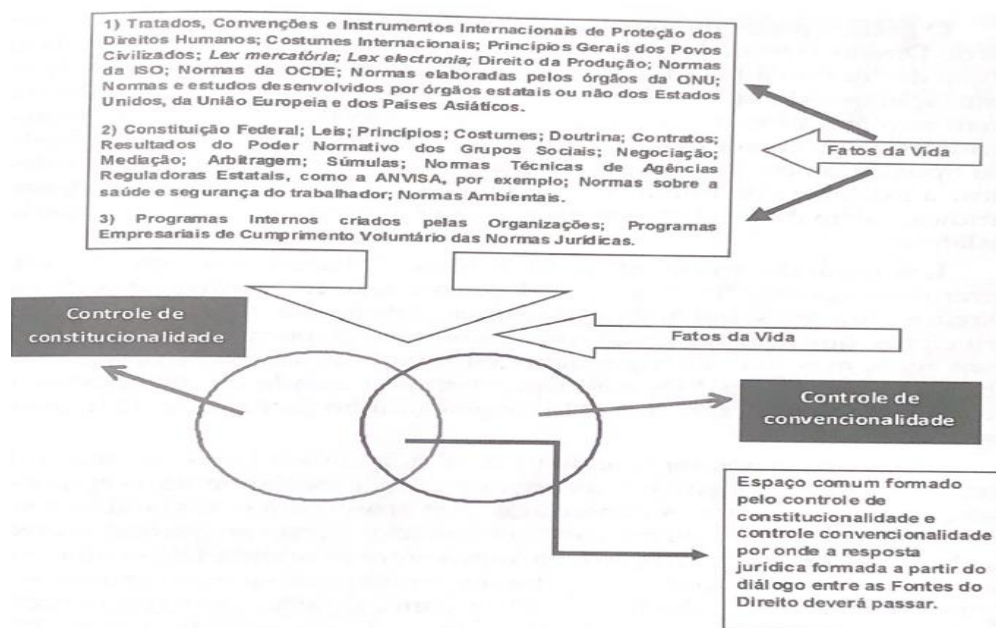 1) Tratados, Convenções e Instrumentos Internacionais de Proteção dos
Direitos Humanos; Costumes Internacionais; Princípios Gerais dos Povos
Civilizados; Lex mercatória; Lex electronia; Direito da Produção; Normas
da ISO; Normas da OCDE; Normas elaboradas pelos órgãos da ONU;
Normas e estudos desenvolvidos por órgãos estatais ou não dos Estados
Unidos, da União Europeia e dos Países Asiáticos.
2) Constituição Federal; Leis; Princípios; Costumes; Doutrina; Contratos;
Resultados do Poder Normativo dos Grupos Sociais; Negociação;
Mediação; Arbitragem; Súmulas; Normas Técnicas de Agências
Reguladoras Estatais, como a ANVISA, por exemplo; Normas sobre a
saúde e segurança do trabalhador; Normas Ambientais.
3) Programas Internos criados pelas Organizações; Programas
Empresariais de Cumprimento Voluntário das Normas Jurídicas.
Fatos da Vida
Controle de
constitucionalidade
Fatos da Vida
Controle de
convencionalidade
Espaço comum formado
pelo controle de
constitucionalidade e
controle convencionalidade
por onde a resposta
jurídica formada a partir do
diálogo entre as Fontes do
Direito deverá passar.